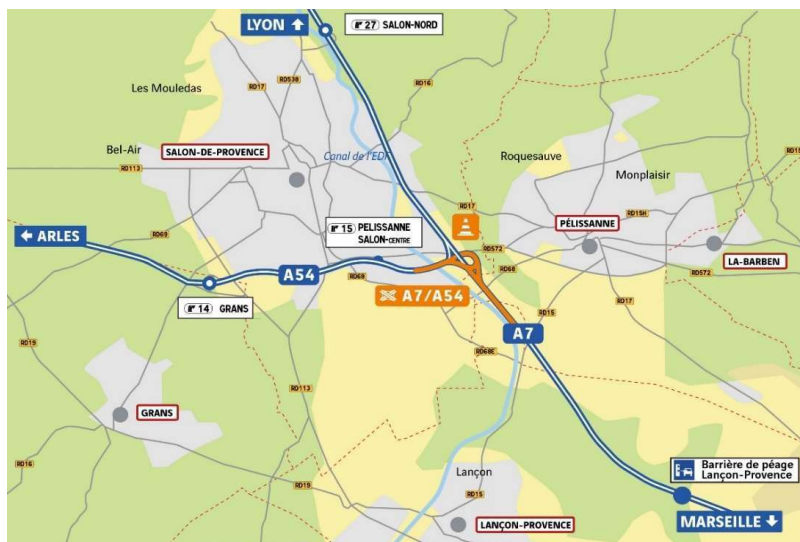 LYON
27 SALON-NORD
RD538
RD17
RD16
Les Mouledas
Bel-Air
SALON-DE-PROVENCE
Canal de l'EDF
Roquesauve
Monplaisir
RD113
RD17
RD15H
15 PELISSANNE
SALON-CENTRE
PÉLISSANNE
ARLES
RD69
RD572
LA-BARBEN
A54
RD68
RD68
RD572
A7/A54
14 GRANS
RD17
RD15
A7
RD19
RD68E
RD113
GRANS
RD16
RD19
Lançon
RD15
Barrière de péage
Lançon-Provence
LANÇON-PROVENCE
MARSEILLE